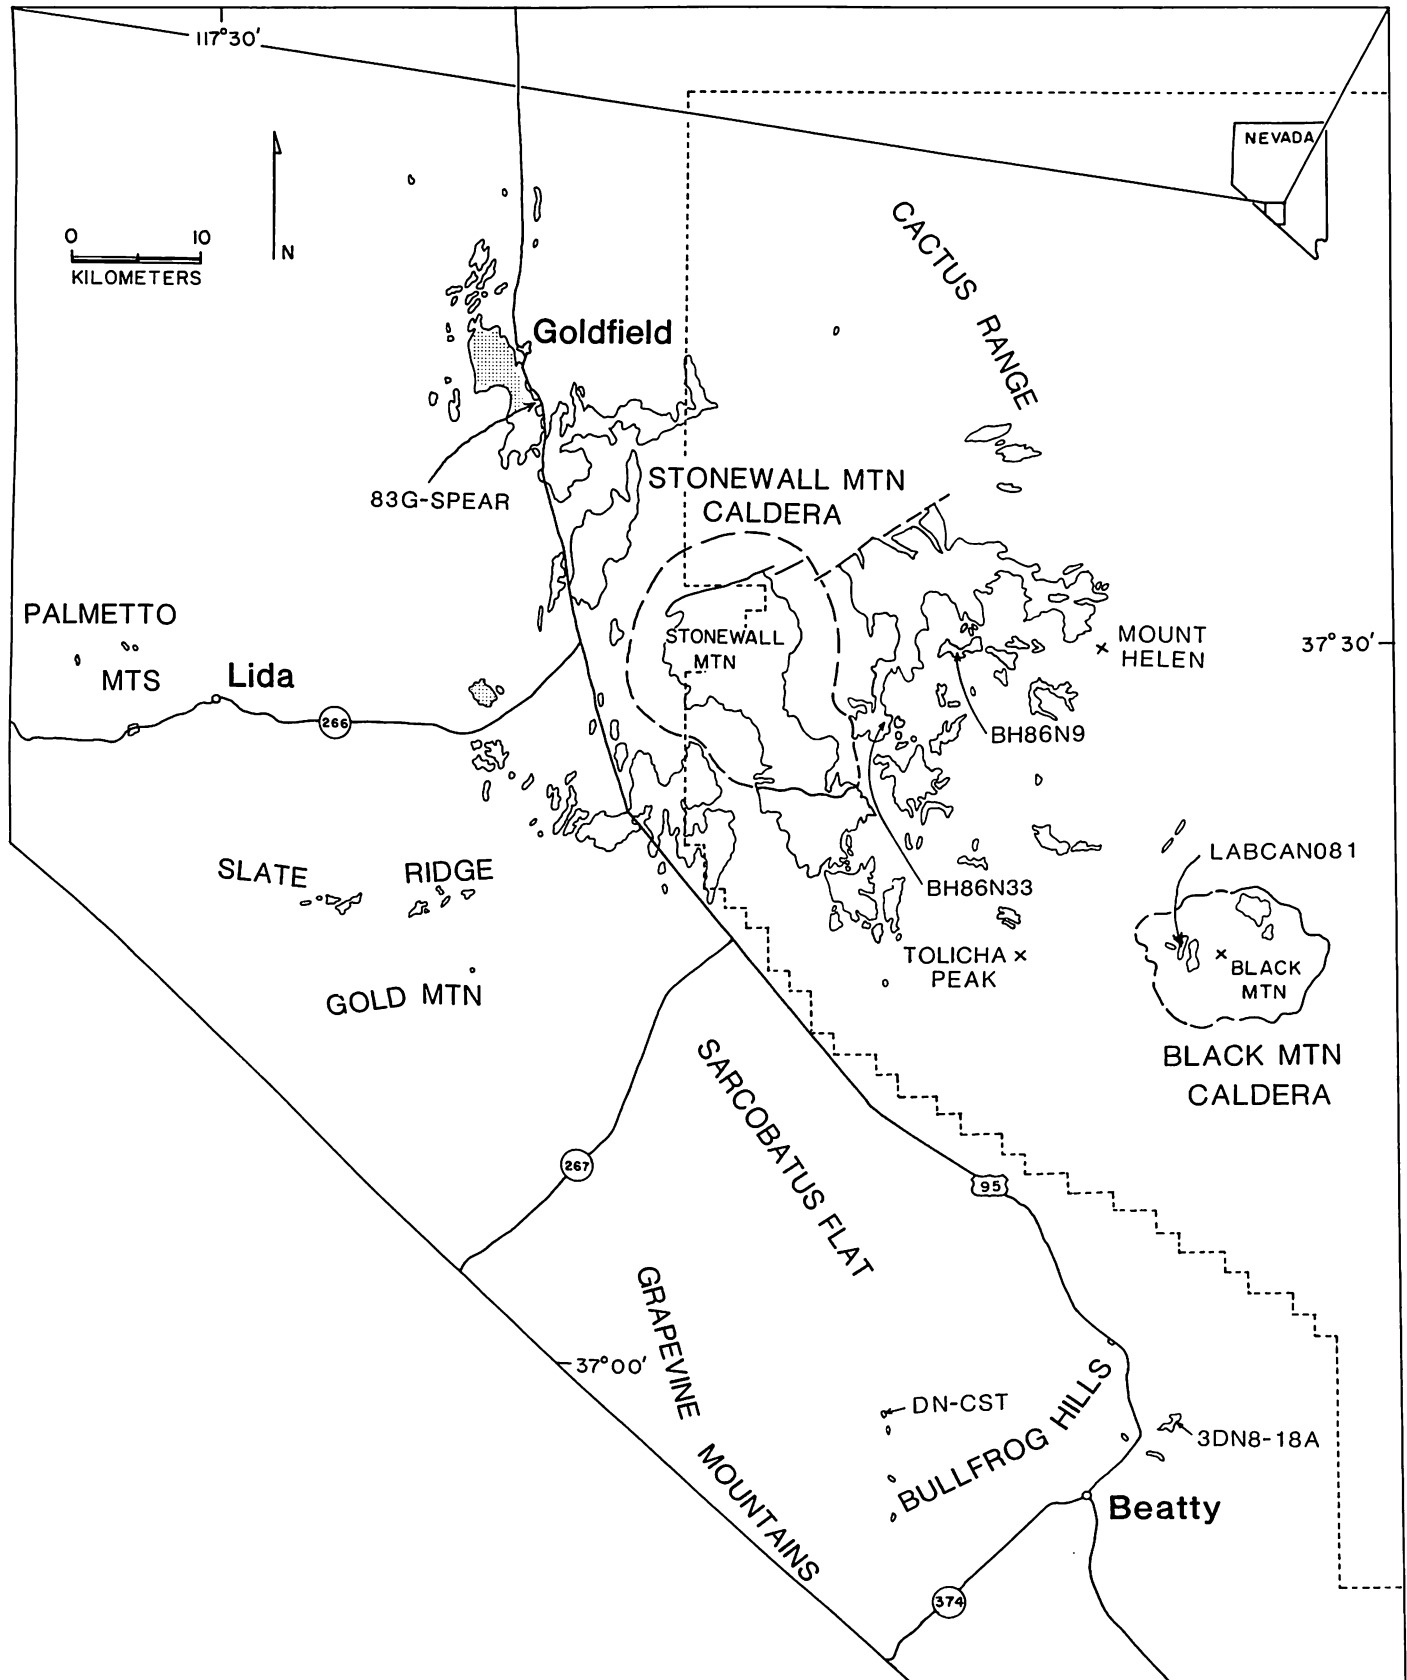 117°30'
NEVADA
0 10
KILOMETERS
N
CACTUS RANGE
Goldfield
83G-SPEAR
STONEWALL MTN
CALDERA
PALMETTO
MTS
STONEWALL
MTN
MOUNT
HELEN
37°30'
Lida
266
BH86N9
SLATE RIDGE
BH86N33
LABCAN081
TOLICHA
PEAK
BLACK
MTN
GOLD MTN
BLACK MTN
CALDERA
SARCOBATUS FLAT
267
95
GRAPEVINE MOUNTAINS
37°00'
DN-CST
BULLFROG HILLS
3DN8-18A
Beatty
374